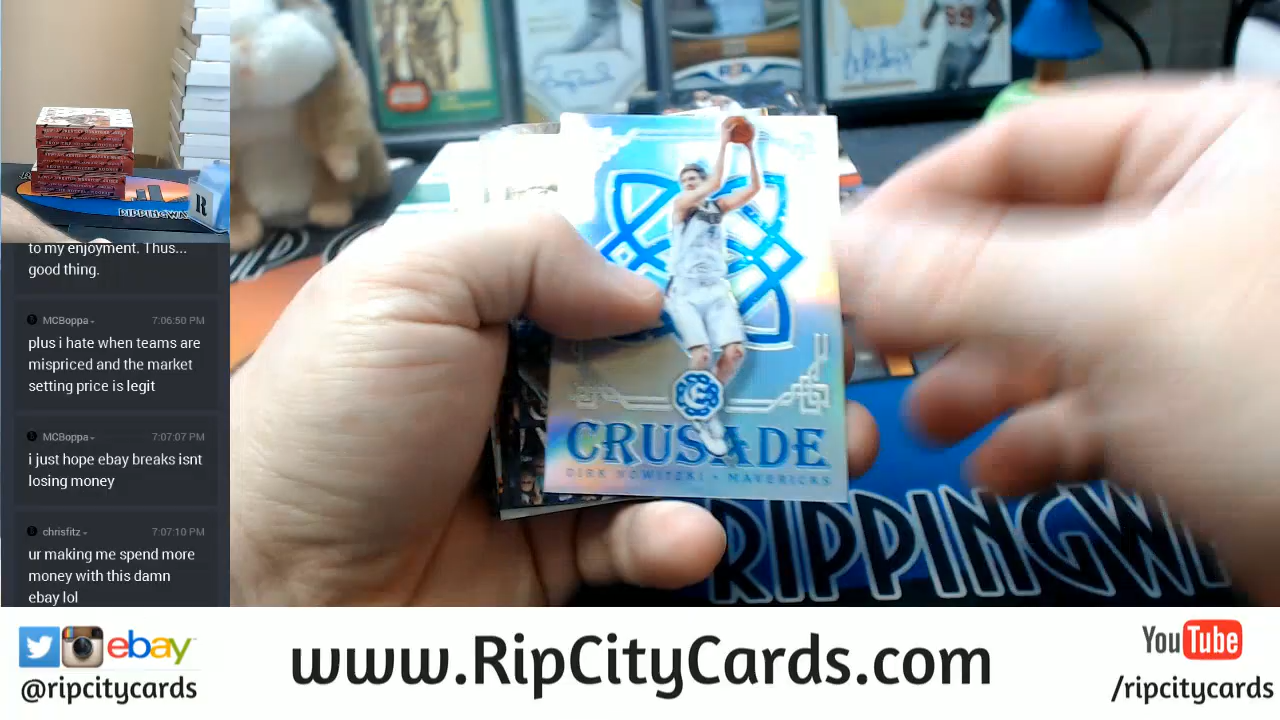 RIPPINGWA
R
to my enjoyment. Thus...
good thing.
MCBoppa
7:06:50 PM
plus i hate when teams are
mispriced and the market
setting price is legit
MCBoppa
7:07:07 PM
i just hope ebay breaks isnt
losing money
chrisfitz
7:07:10 PM
ur making me spend more
money with this damn
ebay lol
CRUSADE
DIRK NOWITZKI • MAVERICKS
RIPPINGW
ebay
@ripcitycards
www.RipCityCards.com
YouTube
/ripcitycards